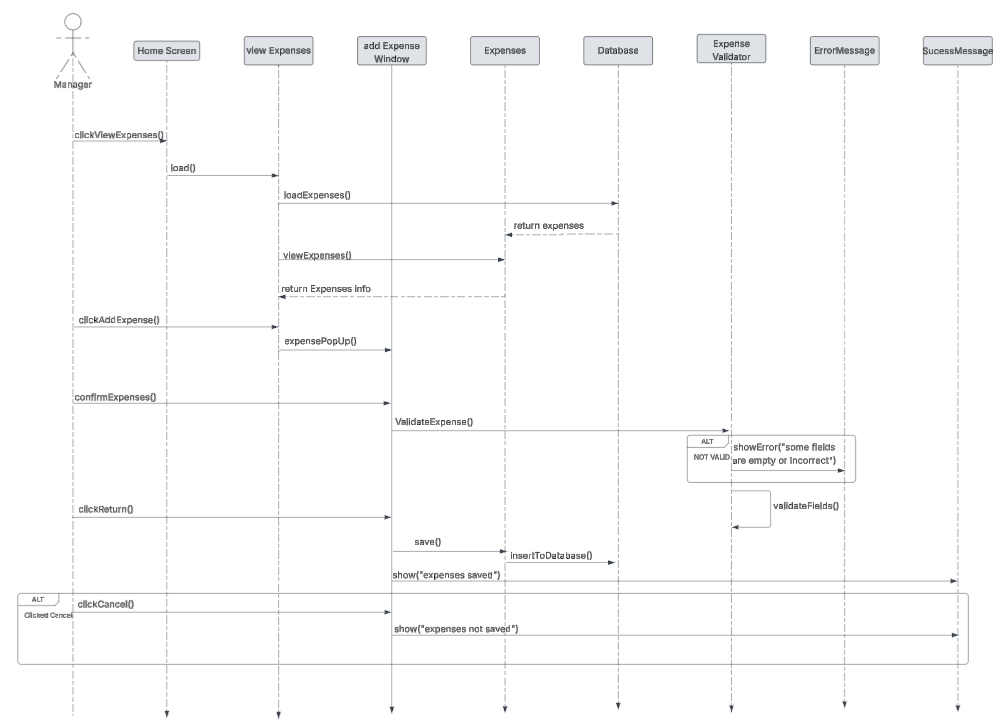 Home Screen
view Expenses
add Expense
Window
Expenses
Database
Expense
Validator
ErrorMessage
SucessMessage
Manager
clickViewExpenses()
load()
loadExpenses()
return expenses
viewExpenses()
return Expenses info
clickAddExpense()
expensePopUp()
confirmExpenses()
ValidateExpense()
ALT
NOT VALID
showError("some fields
are empty or incorrect")
validateFields()
clickReturn()
save()
insertToDatabase()
show("expenses saved")
ALT
Clicked Cancel
clickCancel()
show("expenses not saved")